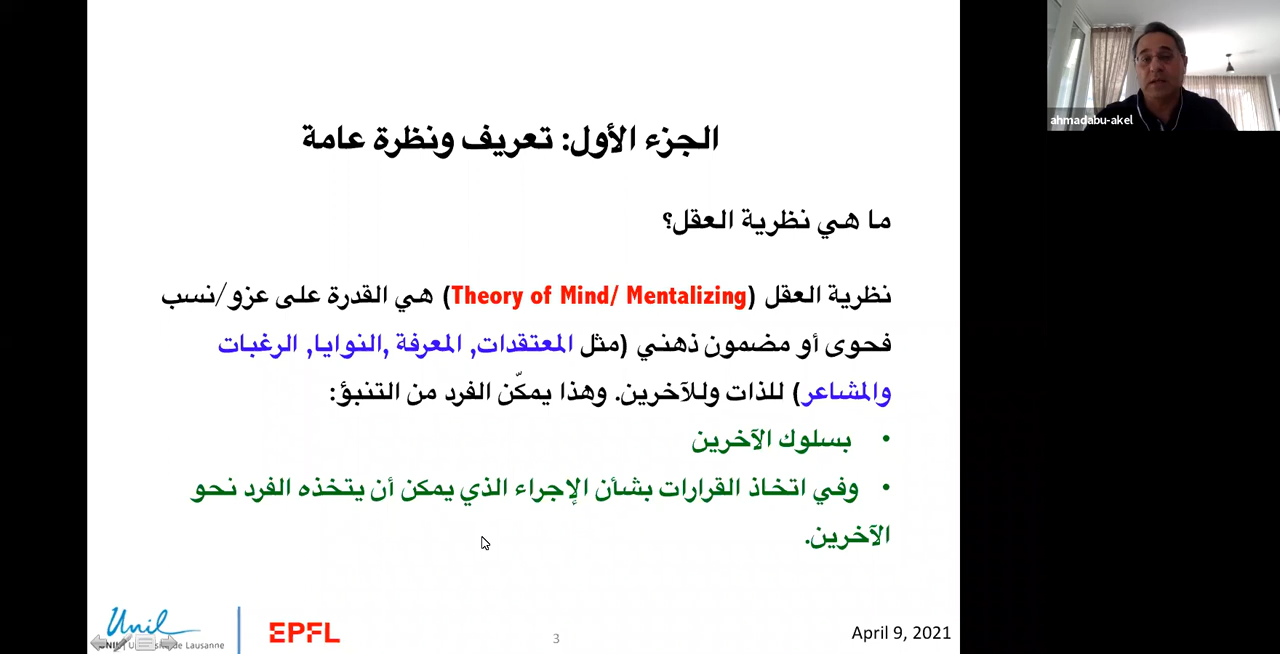 الجزء الأول: تعريف ونظرة عامة
ما هي نظرية العقل؟
نظرية العقل (Theory of Mind/ Mentalizing) هي القدرة على عزو/نسب
فحوى أو مضمون ذهني (مثل المعتقدات, المعرفة ,النوايا, الرغبات
والمشاعر) للذات وللآخرين. وهذا يمكّن الفرد من التنبؤ:
• بسلوك الآخرين
• وفي اتخاذ القرارات بشأن الإجراء الذي يمكن أن يتخذه الفرد نحو
الآخرين.
ahmadabu-akel
Unil
de Lausanne
EPFL
3
April 9, 2021